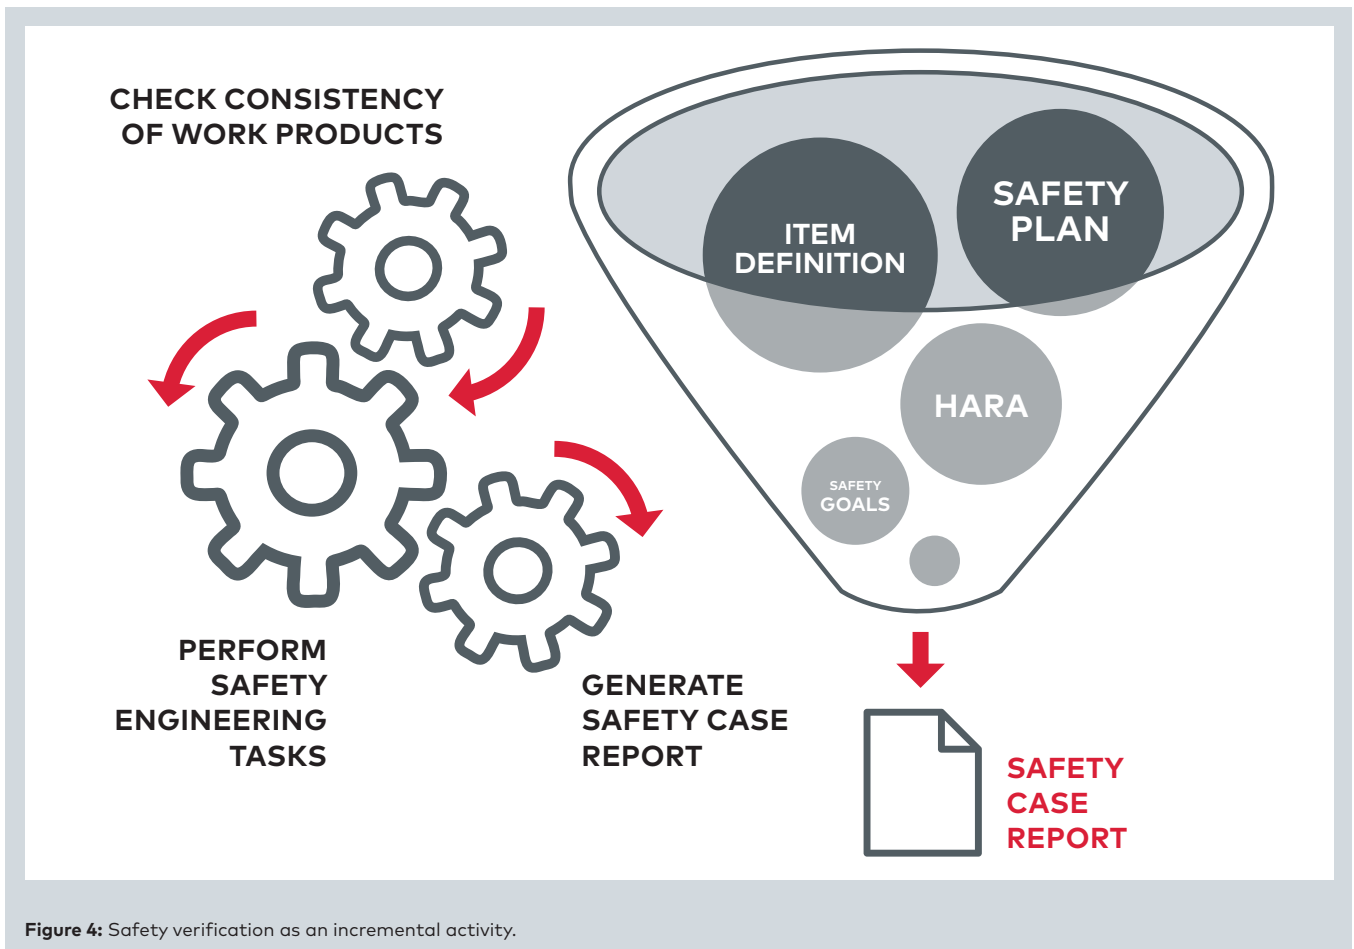 CHECK CONSISTENCY
OF WORK PRODUCTS
PERFORM
SAFETY
ENGINEERING
TASKS
GENERATE
SAFETY CASE
REPORT
ITEM
DEFINITION
SAFETY
PLAN
HARA
SAFETY
GOALS
SAFETY
CASE
REPORT
Figure 4: Safety verification as an incremental activity.